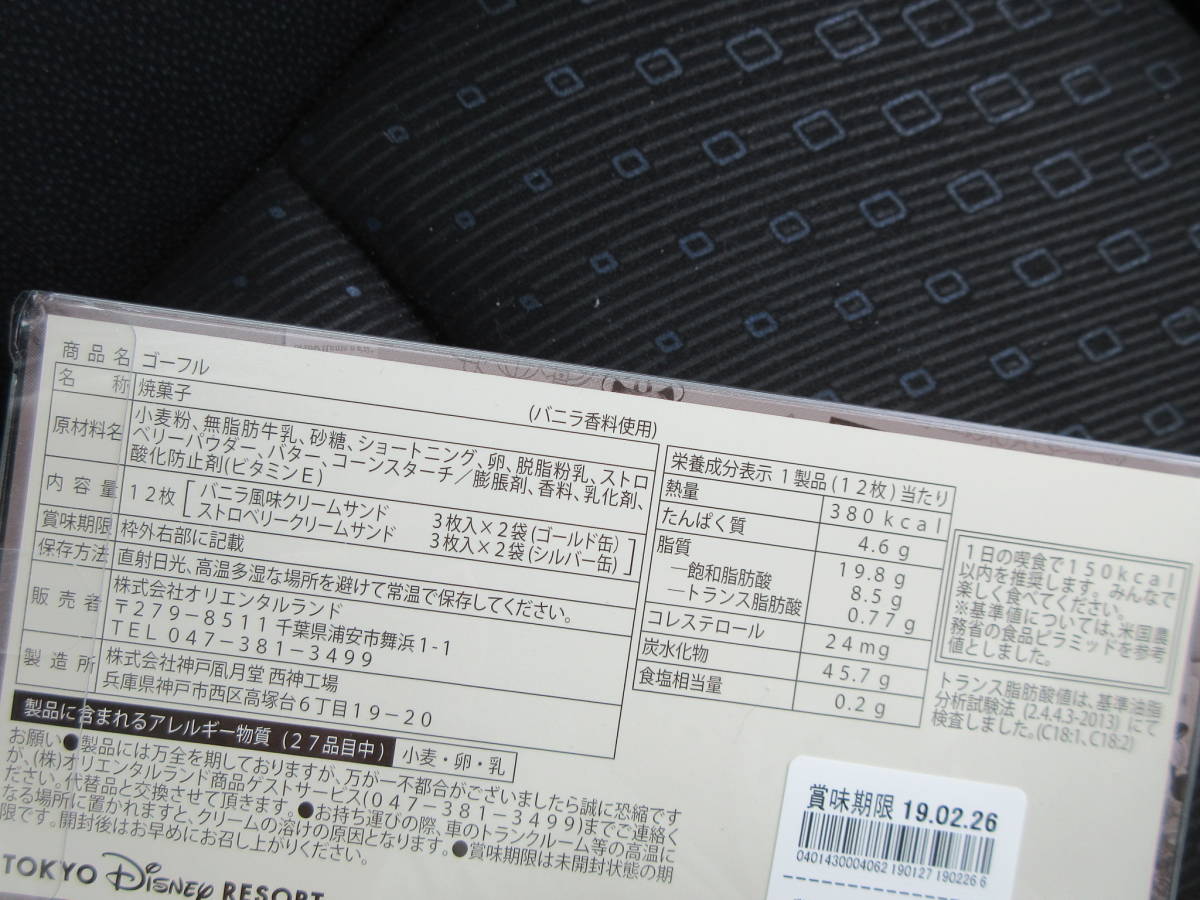 商品名 ゴーフル
名称 焼菓子 (バニラ香料使用)
原材料名 小麦粉、無脂肪牛乳、砂糖、ショートニング、卵、脱脂粉乳、ストロ
ベリーパウダー、バター、コーンスターチ／膨脹剤、香料、乳化剤、
酸化防止剤(ビタミンE)
内容量 12枚 バニラ風味クリームサンド 3枚入×2袋(ゴールド缶)
ストロベリークリームサンド 3枚入×2袋(シルバー缶)
賞味期限 枠外右部に記載
保存方法 直射日光、高温多湿な場所を避けて常温で保存してください。
販売者 株式会社オリエンタルランド
〒279-8511 千葉県浦安市舞浜1-1
TEL 047-381-3499
製造所 株式会社神戸凮月堂 西神工場
兵庫県神戸市西区高塚台6丁目19-20
製品に含まれるアレルギー物質(27品目中) 小麦・卵・乳
お願い●製品には万全を期しておりますが、万が一不都合がございましたら誠に恐縮です
が、(株)オリエンタルランド商品ゲストサービス(047-381-3499)までご連絡く
ださい。代替品と交換させて頂きます。●お持ち運びの際、車のトランクルーム等の高温に
なる場所に置かれますと、クリームの溶けの原因となります。●賞味期限は未開封状態の期
限です。開封後はお早めにお召し上がりください。
TOKYO Disney RESORT
栄養成分表示 1製品(12枚)当たり
熱量 380kcal
たんぱく質 4.6g
脂質 19.8g
―飽和脂肪酸 8.5g
―トランス脂肪酸 0.77g
コレステロール 24mg
炭水化物 45.7g
食塩相当量 0.2g
1日の喫食で150kcal
以内を推奨します。みんなで
楽しく食べてください。
※基準値については、米国農
務省の食品ピラミッドを参考
値としました。
トランス脂肪酸値は、基準油脂
分析試験法 (2.4.4.3-2013) にて
検査しました。(C18:1、C18:2)
賞味期限 19.02.26
0401430004062 190127 190226 6